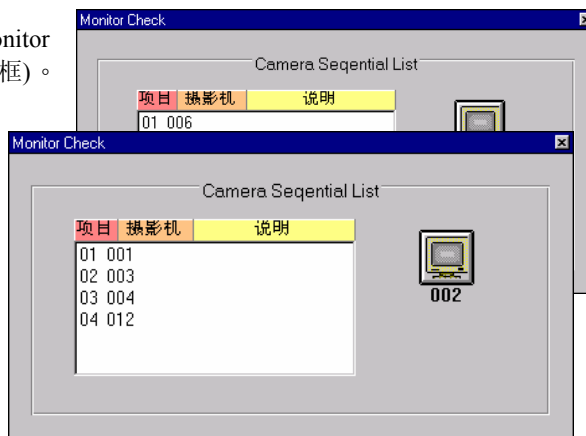 Monitor Check
onitor
框)。
Camera Seqential List
项目 摄影机 说明
01 006
Monitor Check
Camera Seqential List
项目 摄影机 说明
01 001
02 003
03 004
04 012
002